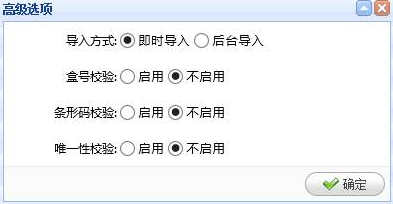 高级选项
导入方式: 即时导入 后台导入
盒号校验: 启用 不启用
条形码校验: 启用 不启用
唯一性校验: 启用 不启用
确定